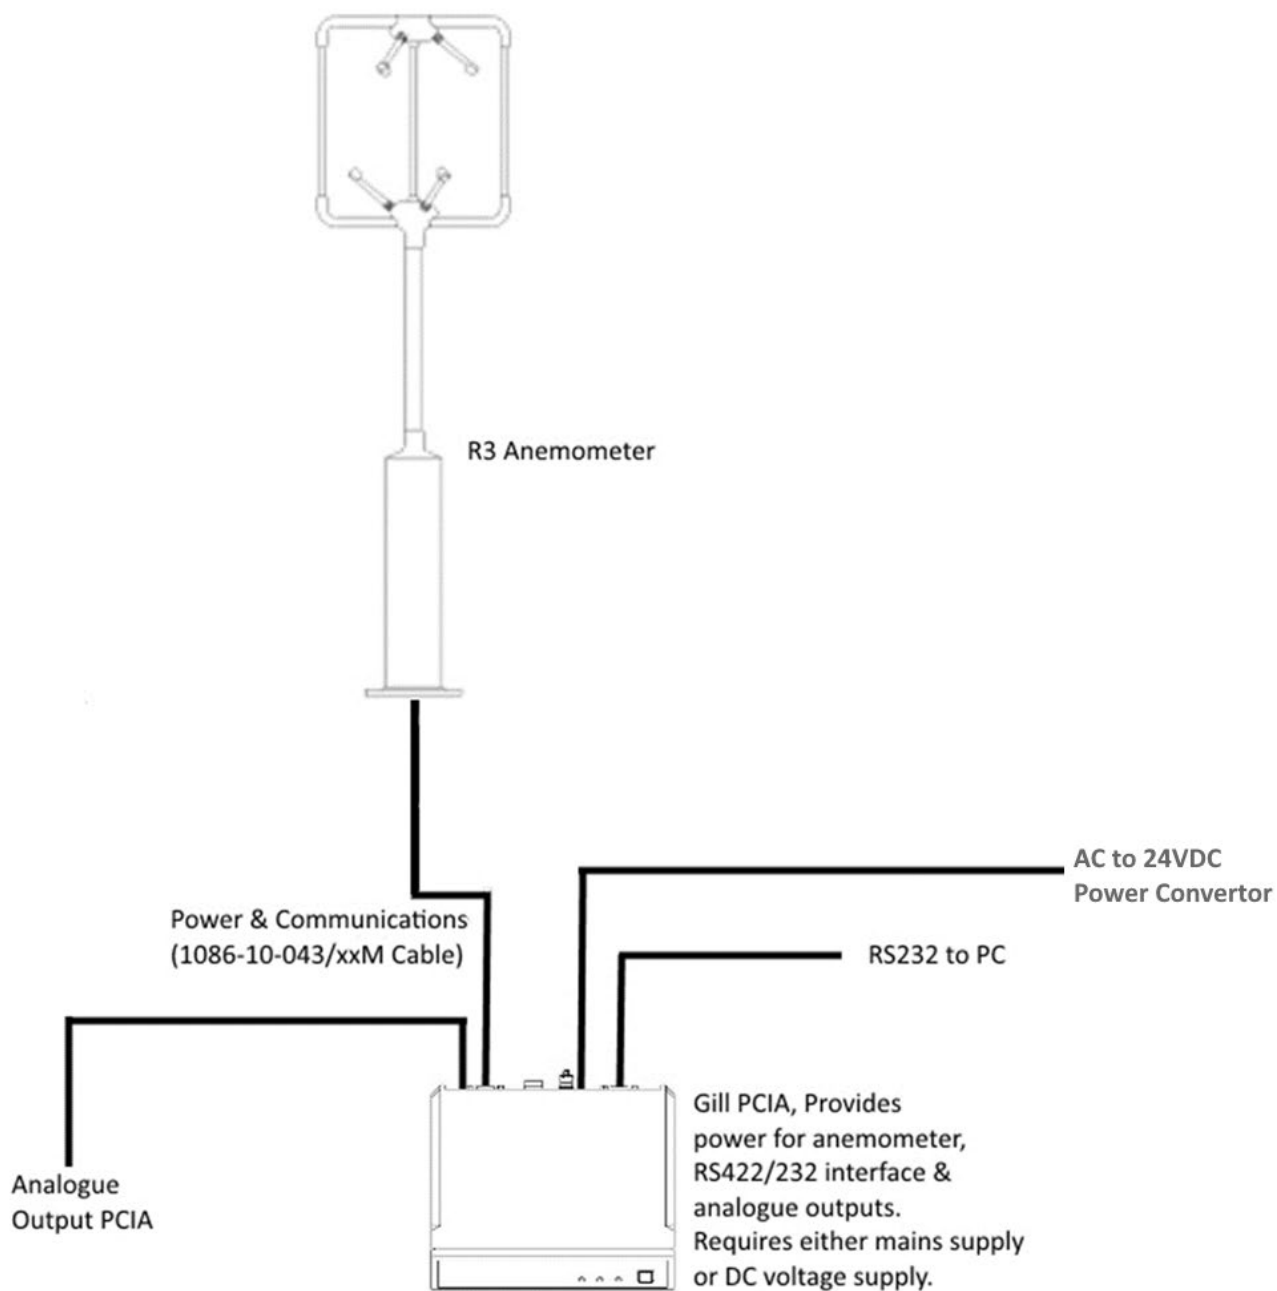 R3 Anemometer
AC to 24VDC
Power Convertor
Power & Communications
(1086-10-043/xxM Cable)
RS232 to PC
Gill PCIA, Provides
power for anemometer,
RS422/232 interface &
analogue outputs.
Requires either mains supply
or DC voltage supply.
Analogue
Output PCIA